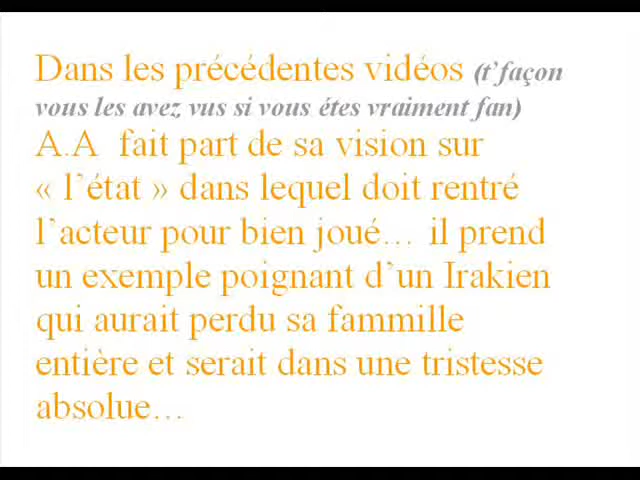 Dans les précédentes vidéos (t’façon
vous les avez vus si vous étes vraiment fan)
A.A fait part de sa vision sur
« l’état » dans lequel doit rentré
l’acteur pour bien joué… il prend
un exemple poignant d’un Irakien
qui aurait perdu sa fammille
entière et serait dans une tristesse
absolue…